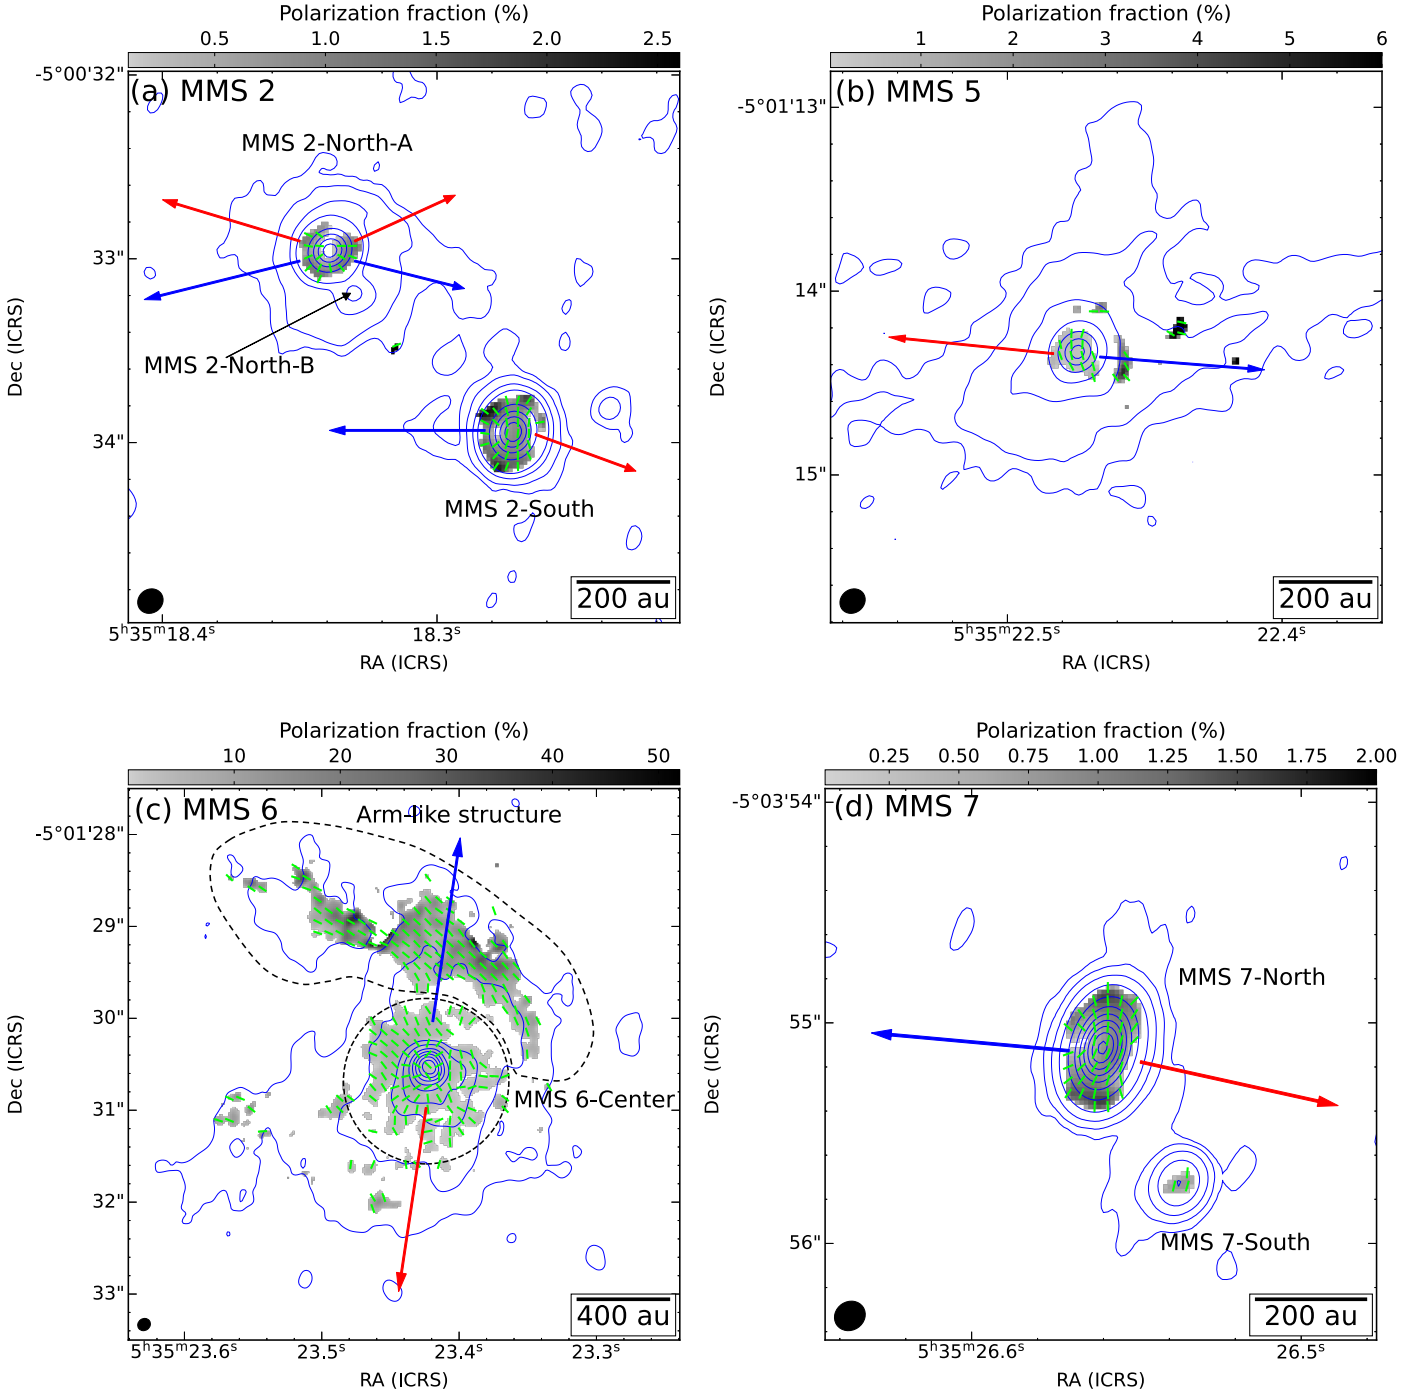 Polarization fraction (%)
0.5 1.0 1.5 2.0 2.5
(a) MMS 2
MMS 2-North-A
MMS 2-North-B
MMS 2-South
200 au
-5°00'32"
33"
34"
Dec (ICRS)
5ʰ35ᵐ18.4ˢ 18.3ˢ
RA (ICRS)
Polarization fraction (%)
1 2 3 4 5 6
(b) MMS 5
200 au
-5°01'13"
14"
15"
Dec (ICRS)
5ʰ35ᵐ22.5ˢ 22.4ˢ
RA (ICRS)
Polarization fraction (%)
10 20 30 40 50
(c) MMS 6
Arm-like structure
MMS 6-Center
400 au
-5°01'28"
29"
30"
31"
32"
33"
Dec (ICRS)
5ʰ35ᵐ23.6ˢ 23.5ˢ 23.4ˢ 23.3ˢ
RA (ICRS)
Polarization fraction (%)
0.25 0.50 0.75 1.00 1.25 1.50 1.75 2.00
(d) MMS 7
MMS 7-North
MMS 7-South
200 au
-5°03'54"
55"
56"
Dec (ICRS)
5ʰ35ᵐ26.6ˢ 26.5ˢ
RA (ICRS)